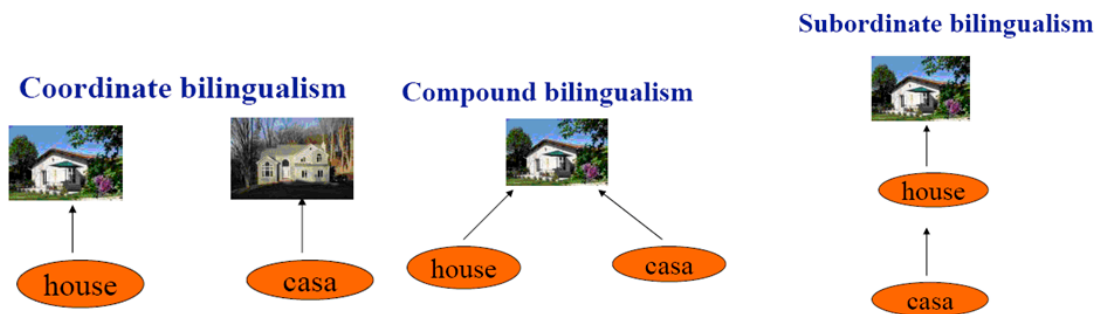 Coordinate bilingualism
house
casa
Compound bilingualism
house
casa
Subordinate bilingualism
house
casa